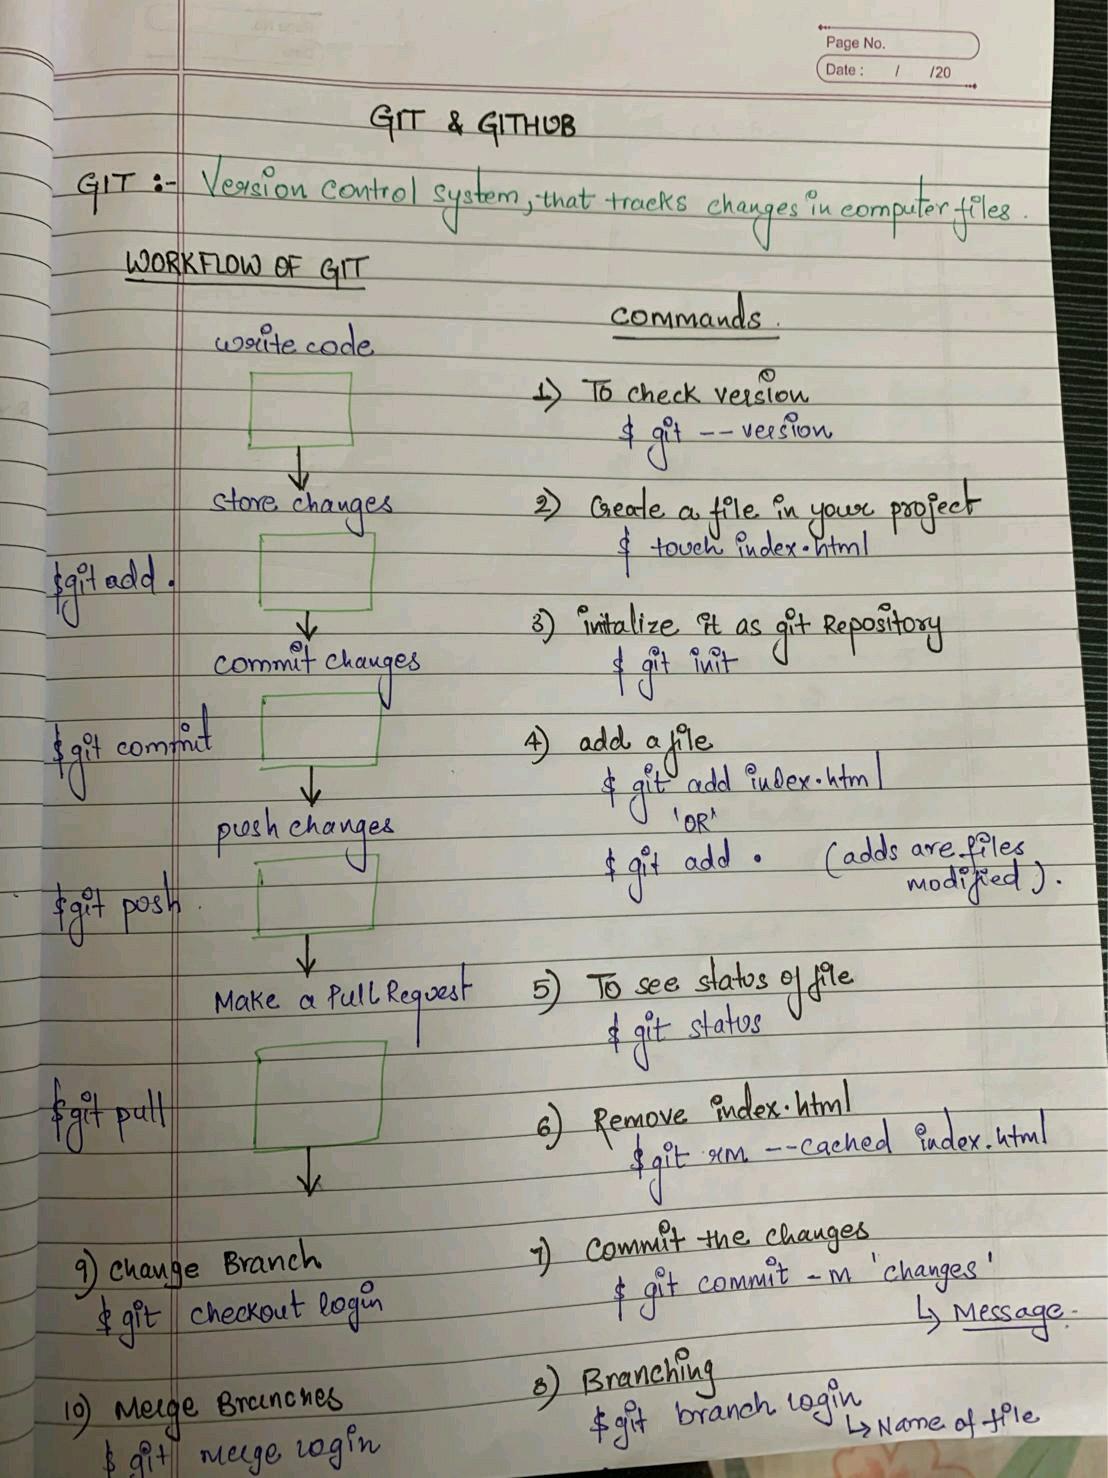 Page No.
Date : / /20
GIT & GITHUB
GIT :- Version control system, that tracks changes in computer files.
WORKFLOW OF GIT
write code
store changes
$git add .
commit changes
$git commit
push changes
$git posh
Make a Pull Request
$git pull
commands.
1) To check version
$ git -- version
2) Create a file in your project
$ touch index.html
3) initalize it as git Repository
$ git init
4) add a file
$ git add index.html
'OR'
$ git add . (adds are files
modified).
5) To see status of file
$ git status
6) Remove index.html
$git rm --cached index.html
7) Commit the changes
$ git commit -m 'changes'
↳ Message.
8) Branching
$git branch login
↳ Name of file
9) change Branch
$ git checkout login
10) Merge Branches
$ git merge login